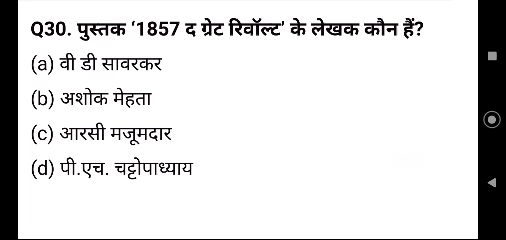 Q30. पुस्तक ‘1857 द ग्रेट रिवॉल्ट’ के लेखक कौन हैं?
(a) वी डी सावरकर
(b) अशोक मेहता
(c) आरसी मजूमदार
(d) पी.एच. चट्टोपाध्याय